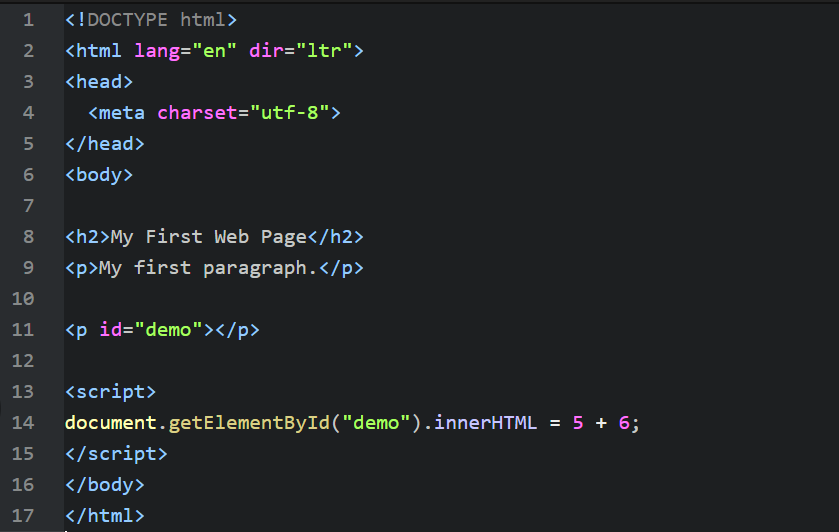 1 <!DOCTYPE html>
2 <html lang="en" dir="ltr">
3 <head>
4   <meta charset="utf-8">
5 </head>
6 <body>
7
8 <h2>My First Web Page</h2>
9 <p>My first paragraph.</p>
10
11 <p id="demo"></p>
12
13 <script>
14 document.getElementById("demo").innerHTML = 5 + 6;
15 </script>
16 </body>
17 </html>